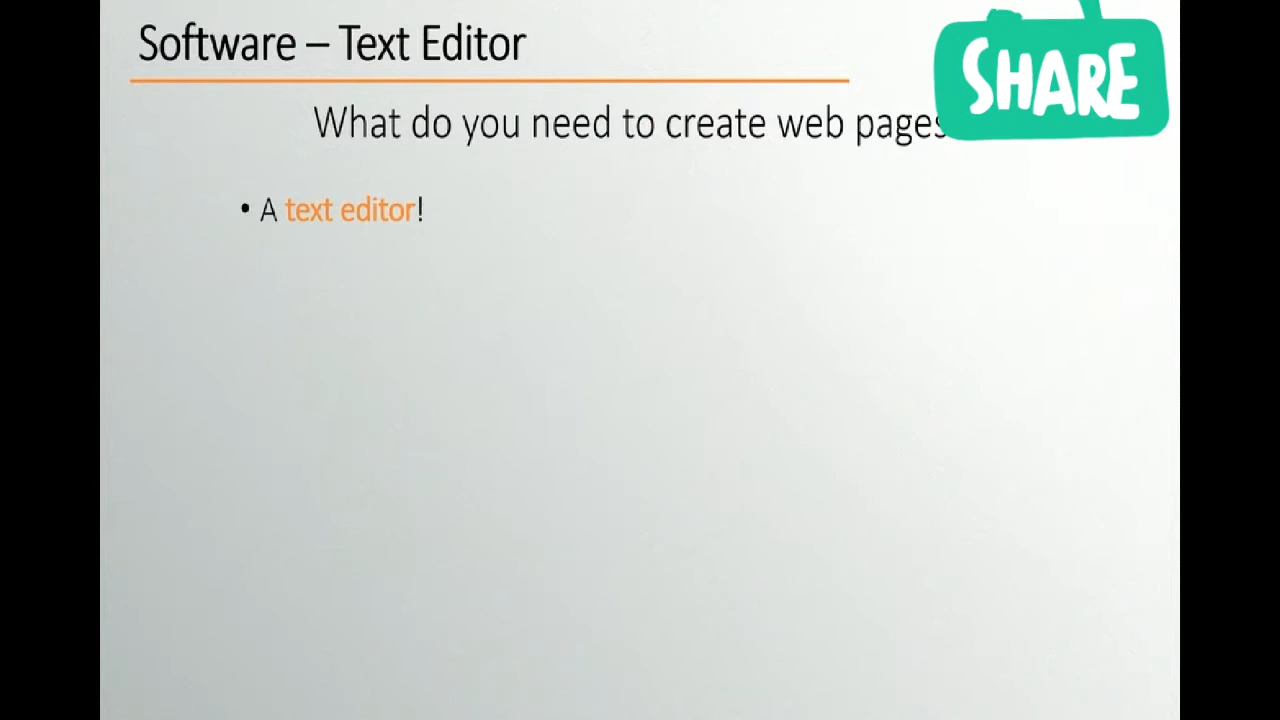 Software – Text Editor
SHARE
What do you need to create web pages
• A text editor!